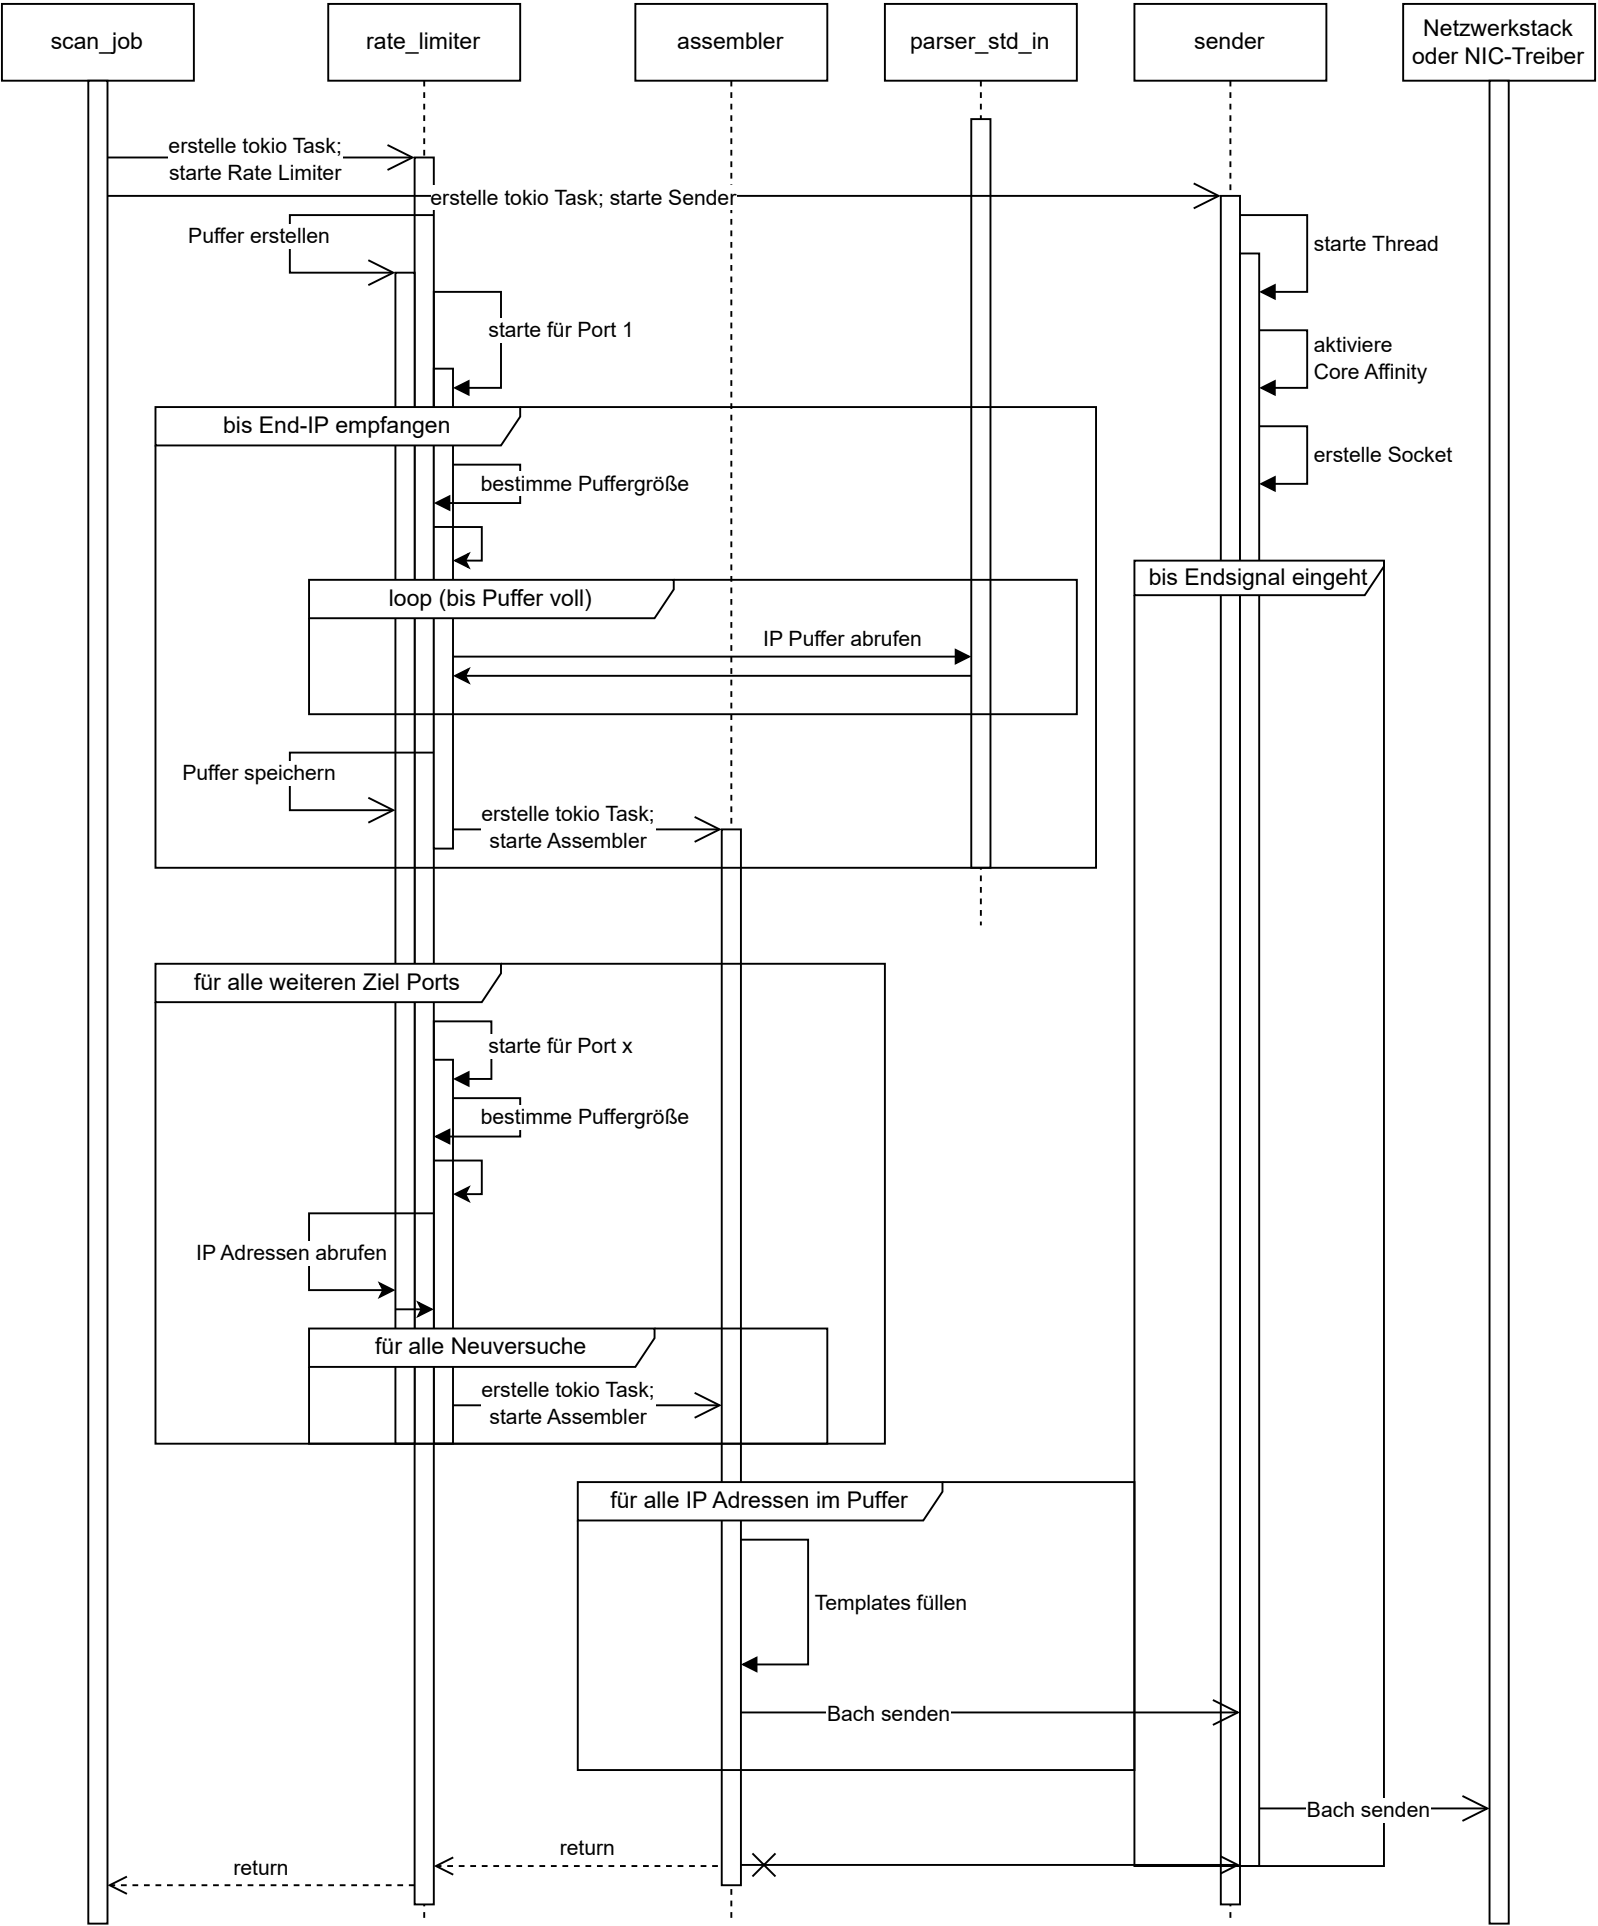 scan_job
rate_limiter
assembler
parser_std_in
sender
Netzwerkstack
oder NIC-Treiber
erstelle tokio Task;
starte Rate Limiter
erstelle tokio Task; starte Sender
Puffer erstellen
starte Thread
starte für Port 1
aktiviere
Core Affinity
bis End-IP empfangen
erstelle Socket
bestimme Puffergröße
bis Endsignal eingeht
loop (bis Puffer voll)
IP Puffer abrufen
Puffer speichern
erstelle tokio Task;
starte Assembler
für alle weiteren Ziel Ports
starte für Port x
bestimme Puffergröße
IP Adressen abrufen
für alle Neuversuche
erstelle tokio Task;
starte Assembler
für alle IP Adressen im Puffer
Templates füllen
Bach senden
Bach senden
return
return